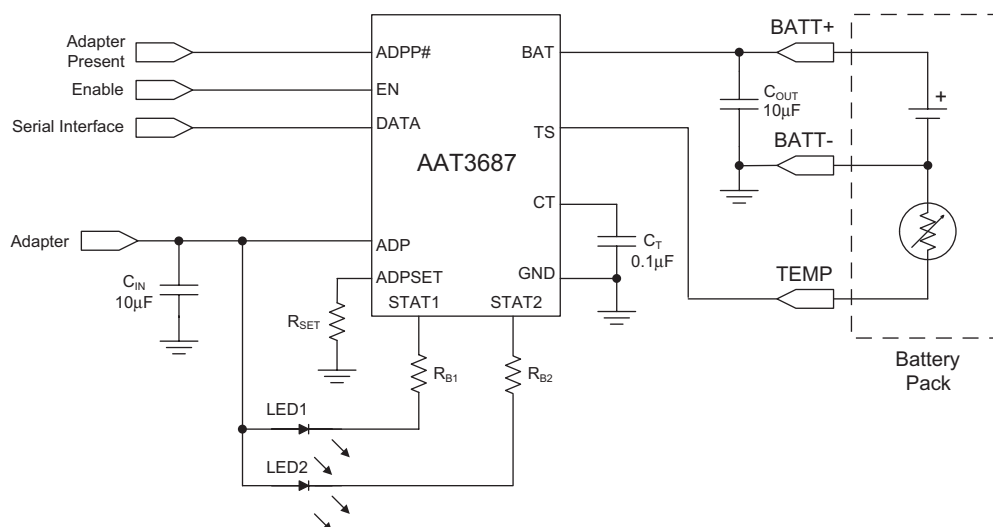 Adapter
Present
Enable
Serial Interface
Adapter
C_IN
10µF
ADPP#
EN
DATA
AAT3687
ADP
ADPSET
STAT1
STAT2
BAT
TS
CT
GND
R_SET
R_B1
R_B2
LED1
LED2
C_T
0.1µF
C_OUT
10µF
BATT+
BATT-
TEMP
+
Battery
Pack